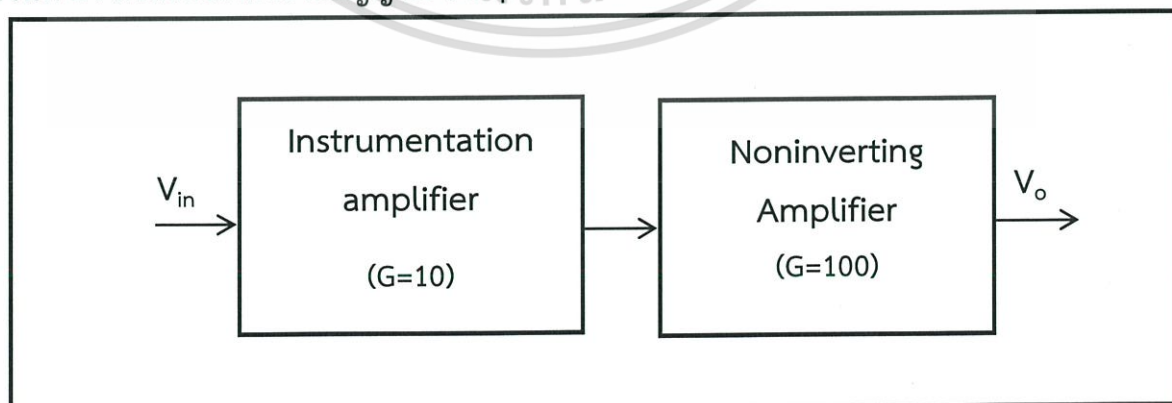 Instrumentation
amplifier
(G=10)
Noninverting
Amplifier
(G=100)
V_in
V_o